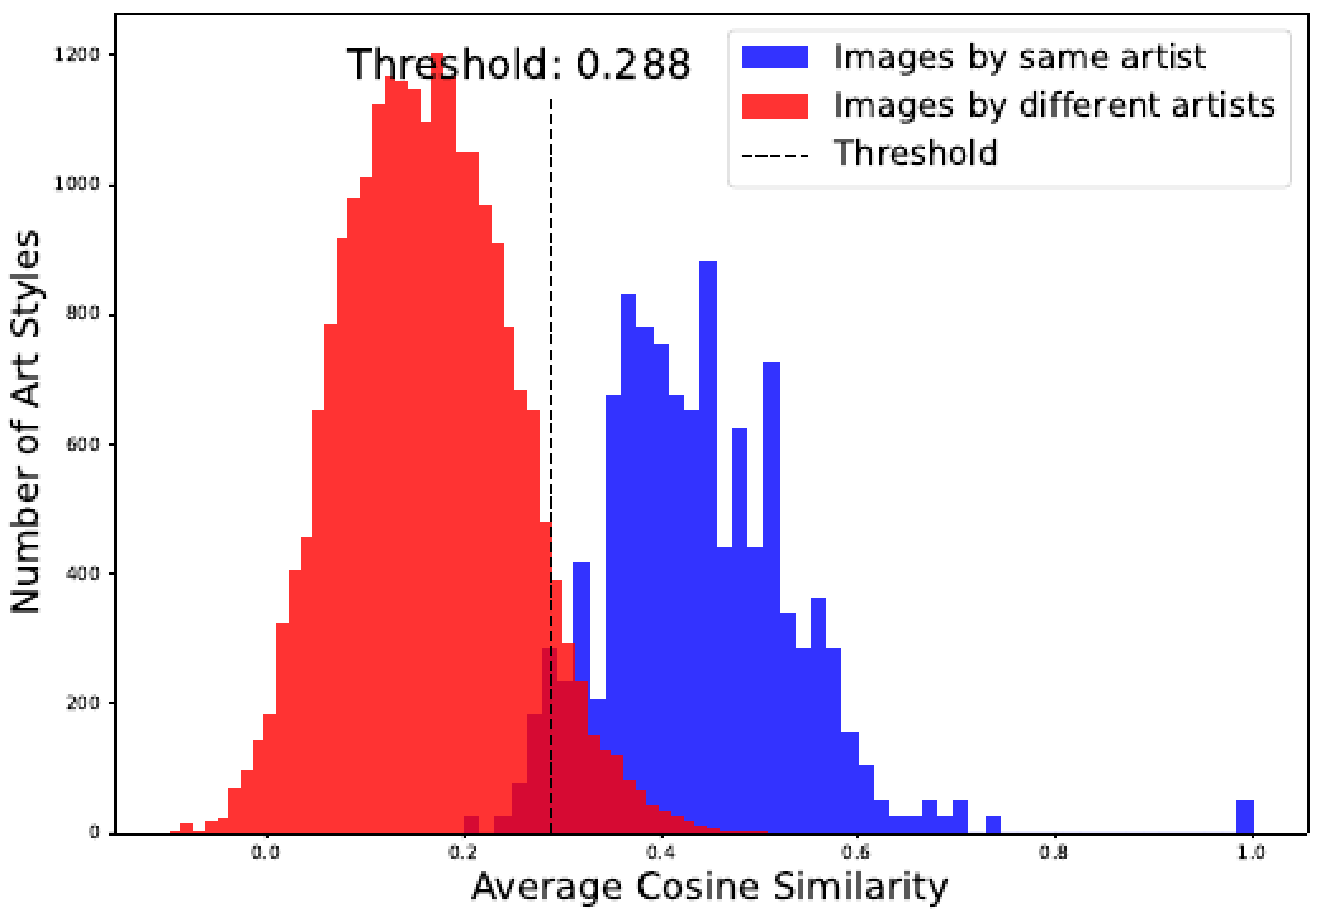 Threshold: 0.288
Images by same artist
Images by different artists
Threshold
Number of Art Styles
1200
1000
800
600
400
200
0
0.0 0.2 0.4 0.6 0.8 1.0
Average Cosine Similarity